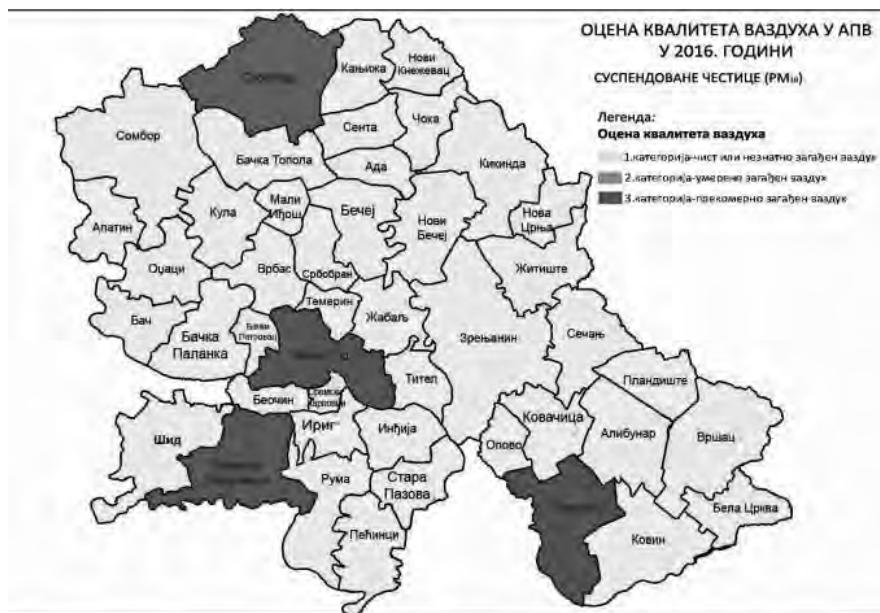 ОЦЕНА КВАЛИТЕТА ВАЗДУХА У АПВ
У 2016. ГОДИНИ
СУСПЕНДОВАНЕ ЧЕСТИЦЕ (PM₁₀)
Легенда:
Оцена квалитета ваздуха
1.категорија-чист или незнатно загађен ваздух
2.категорија-умерено загађен ваздух
3.категорија-прекомерно загађен ваздух
Кањижа
Нови
Кнежевац
Сомбор
Сента
Чока
Бачка Топола
Ада
Кикинда
Апатин
Кула
Мали
Иђош
Бечеј
Нови
Бечеј
Нова
Црња
Оџаци
Врбас
Србобран
Житиште
Темерин
Бач
Бачка
Паланка
Бачки
Петровац
Жабаљ
Зрењанин
Сечањ
Тител
Пландиште
Беочин
Сремски
Карловци
Ковачица
Шид
Ириг
Инђија
Опово
Алибунар
Вршац
Рума
Стара
Пазова
Бела Црква
Пећинци
Ковин